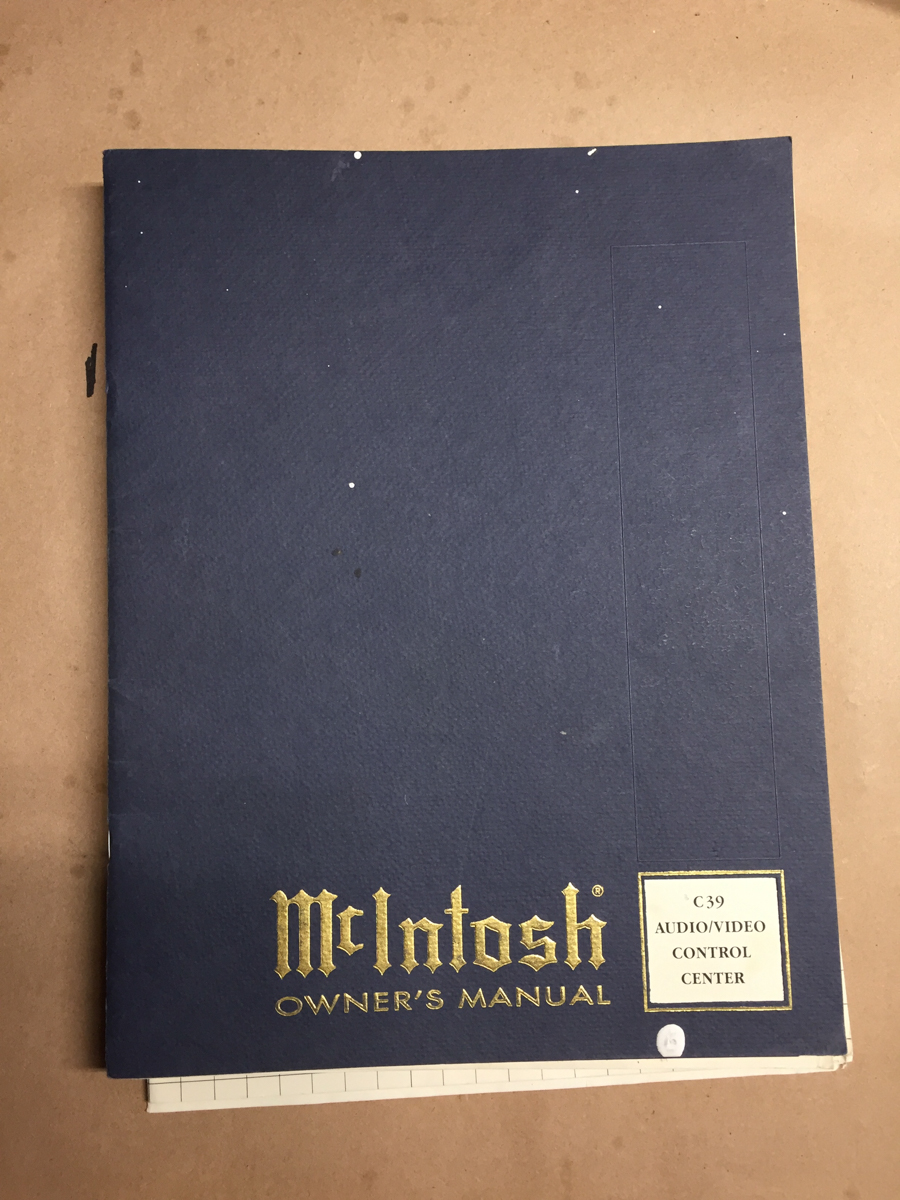 McIntosh®
OWNER'S MANUAL
C39
AUDIO/VIDEO
CONTROL
CENTER